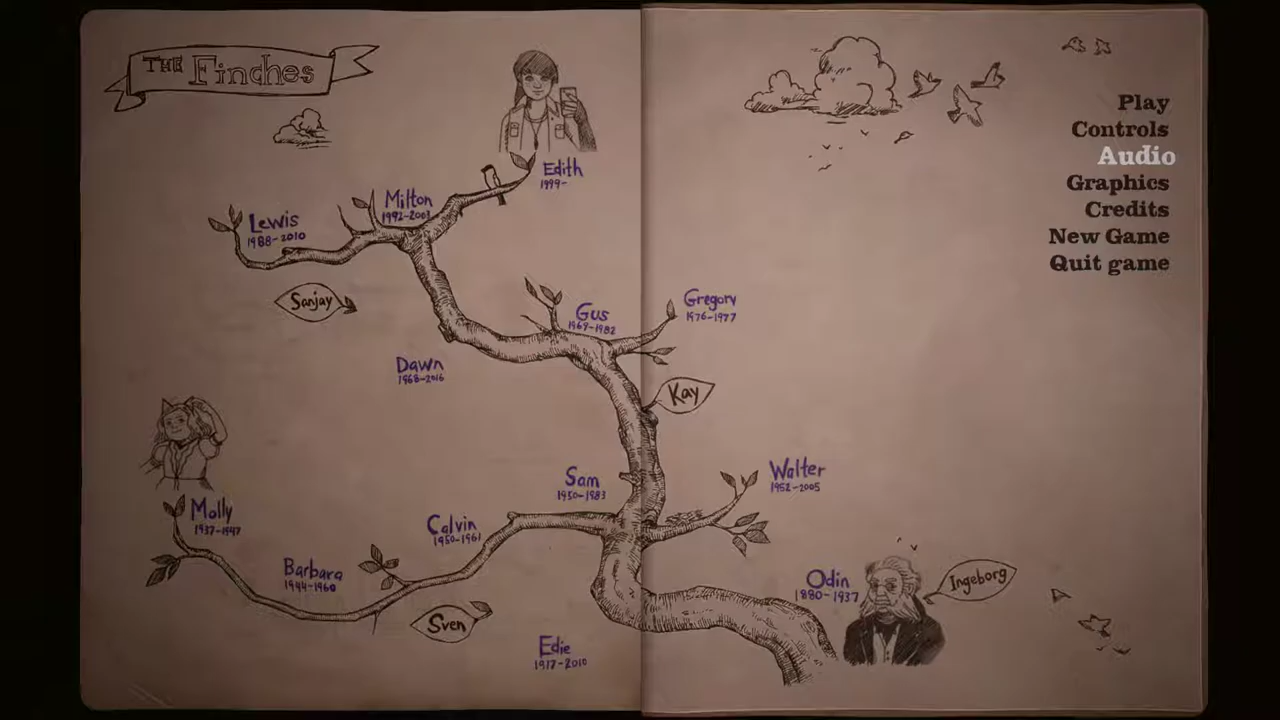 THE Finches
Edith
1999-
Milton
1992-2003
Lewis
1988-2010
Sanjay
Gus
1969-1982
Gregory
1976-1977
Dawn
1968-2016
Kay
Sam
1950-1983
Walter
1952-2005
Molly
1937-1947
Calvin
1950-1961
Barbara
1944-1960
Sven
Edie
1917-2010
Odin
1880-1937
Ingeborg
Play
Controls
Audio
Graphics
Credits
New Game
Quit game